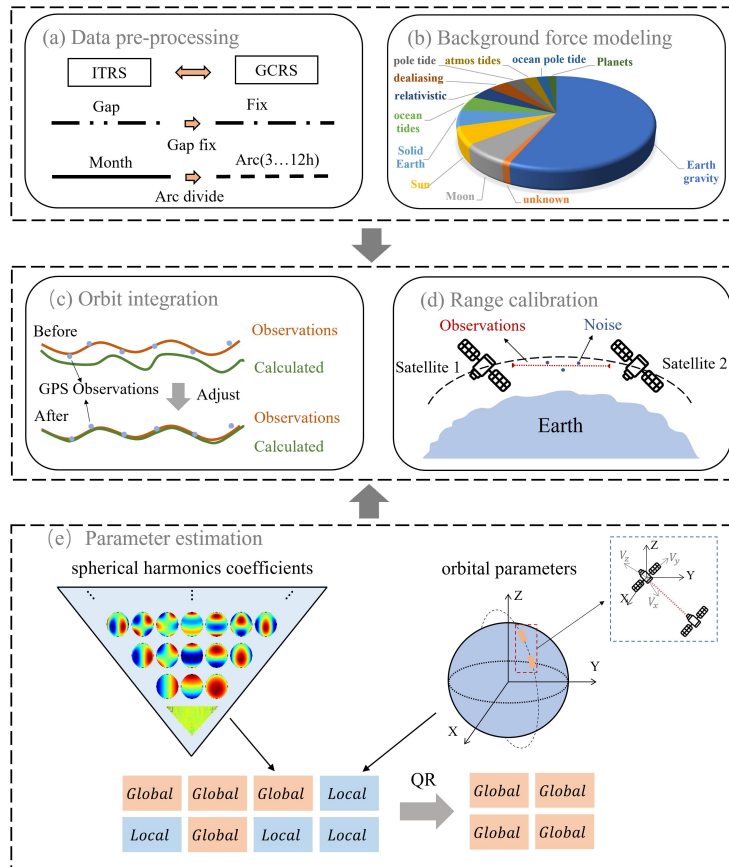 (a) Data pre-processing
ITRS
GCRS
Gap
Fix
Gap fix
Month
Arc(3…12h)
Arc divide
(b) Background force modeling
pole tide
atmos tides
ocean pole tide
Planets
dealiasing
relativistic
ocean
tides
Solid
Earth
Sun
Moon
unknown
Earth
gravity
(c) Orbit integration
Before
Observations
Calculated
GPS Observations
Adjust
After
Observations
Calculated
(d) Range calibration
Observations
Noise
Satellite 1
Satellite 2
Earth
(e) Parameter estimation
spherical harmonics coefficients
orbital parameters
Z
Y
X
Z
Y
X
V_z
V_y
V_x
Global Global Global Local
Local Global Local Local
QR
Global Global
Global Global